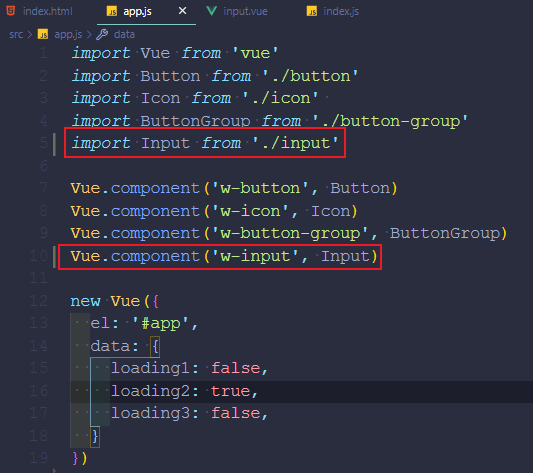 index.html app.js × input.vue index.js
src > app.js > data
1 import Vue from 'vue'
2 import Button from './button'
3 import Icon from './icon'
4 import ButtonGroup from './button-group'
5 import Input from './input'
6
7 Vue.component('w-button', Button)
8 Vue.component('w-icon', Icon)
9 Vue.component('w-button-group', ButtonGroup)
10 Vue.component('w-input', Input)
11
12 new Vue({
13 el: '#app',
14 data: {
15 loading1: false,
16 loading2: true,
17 loading3: false,
18 }
19 })